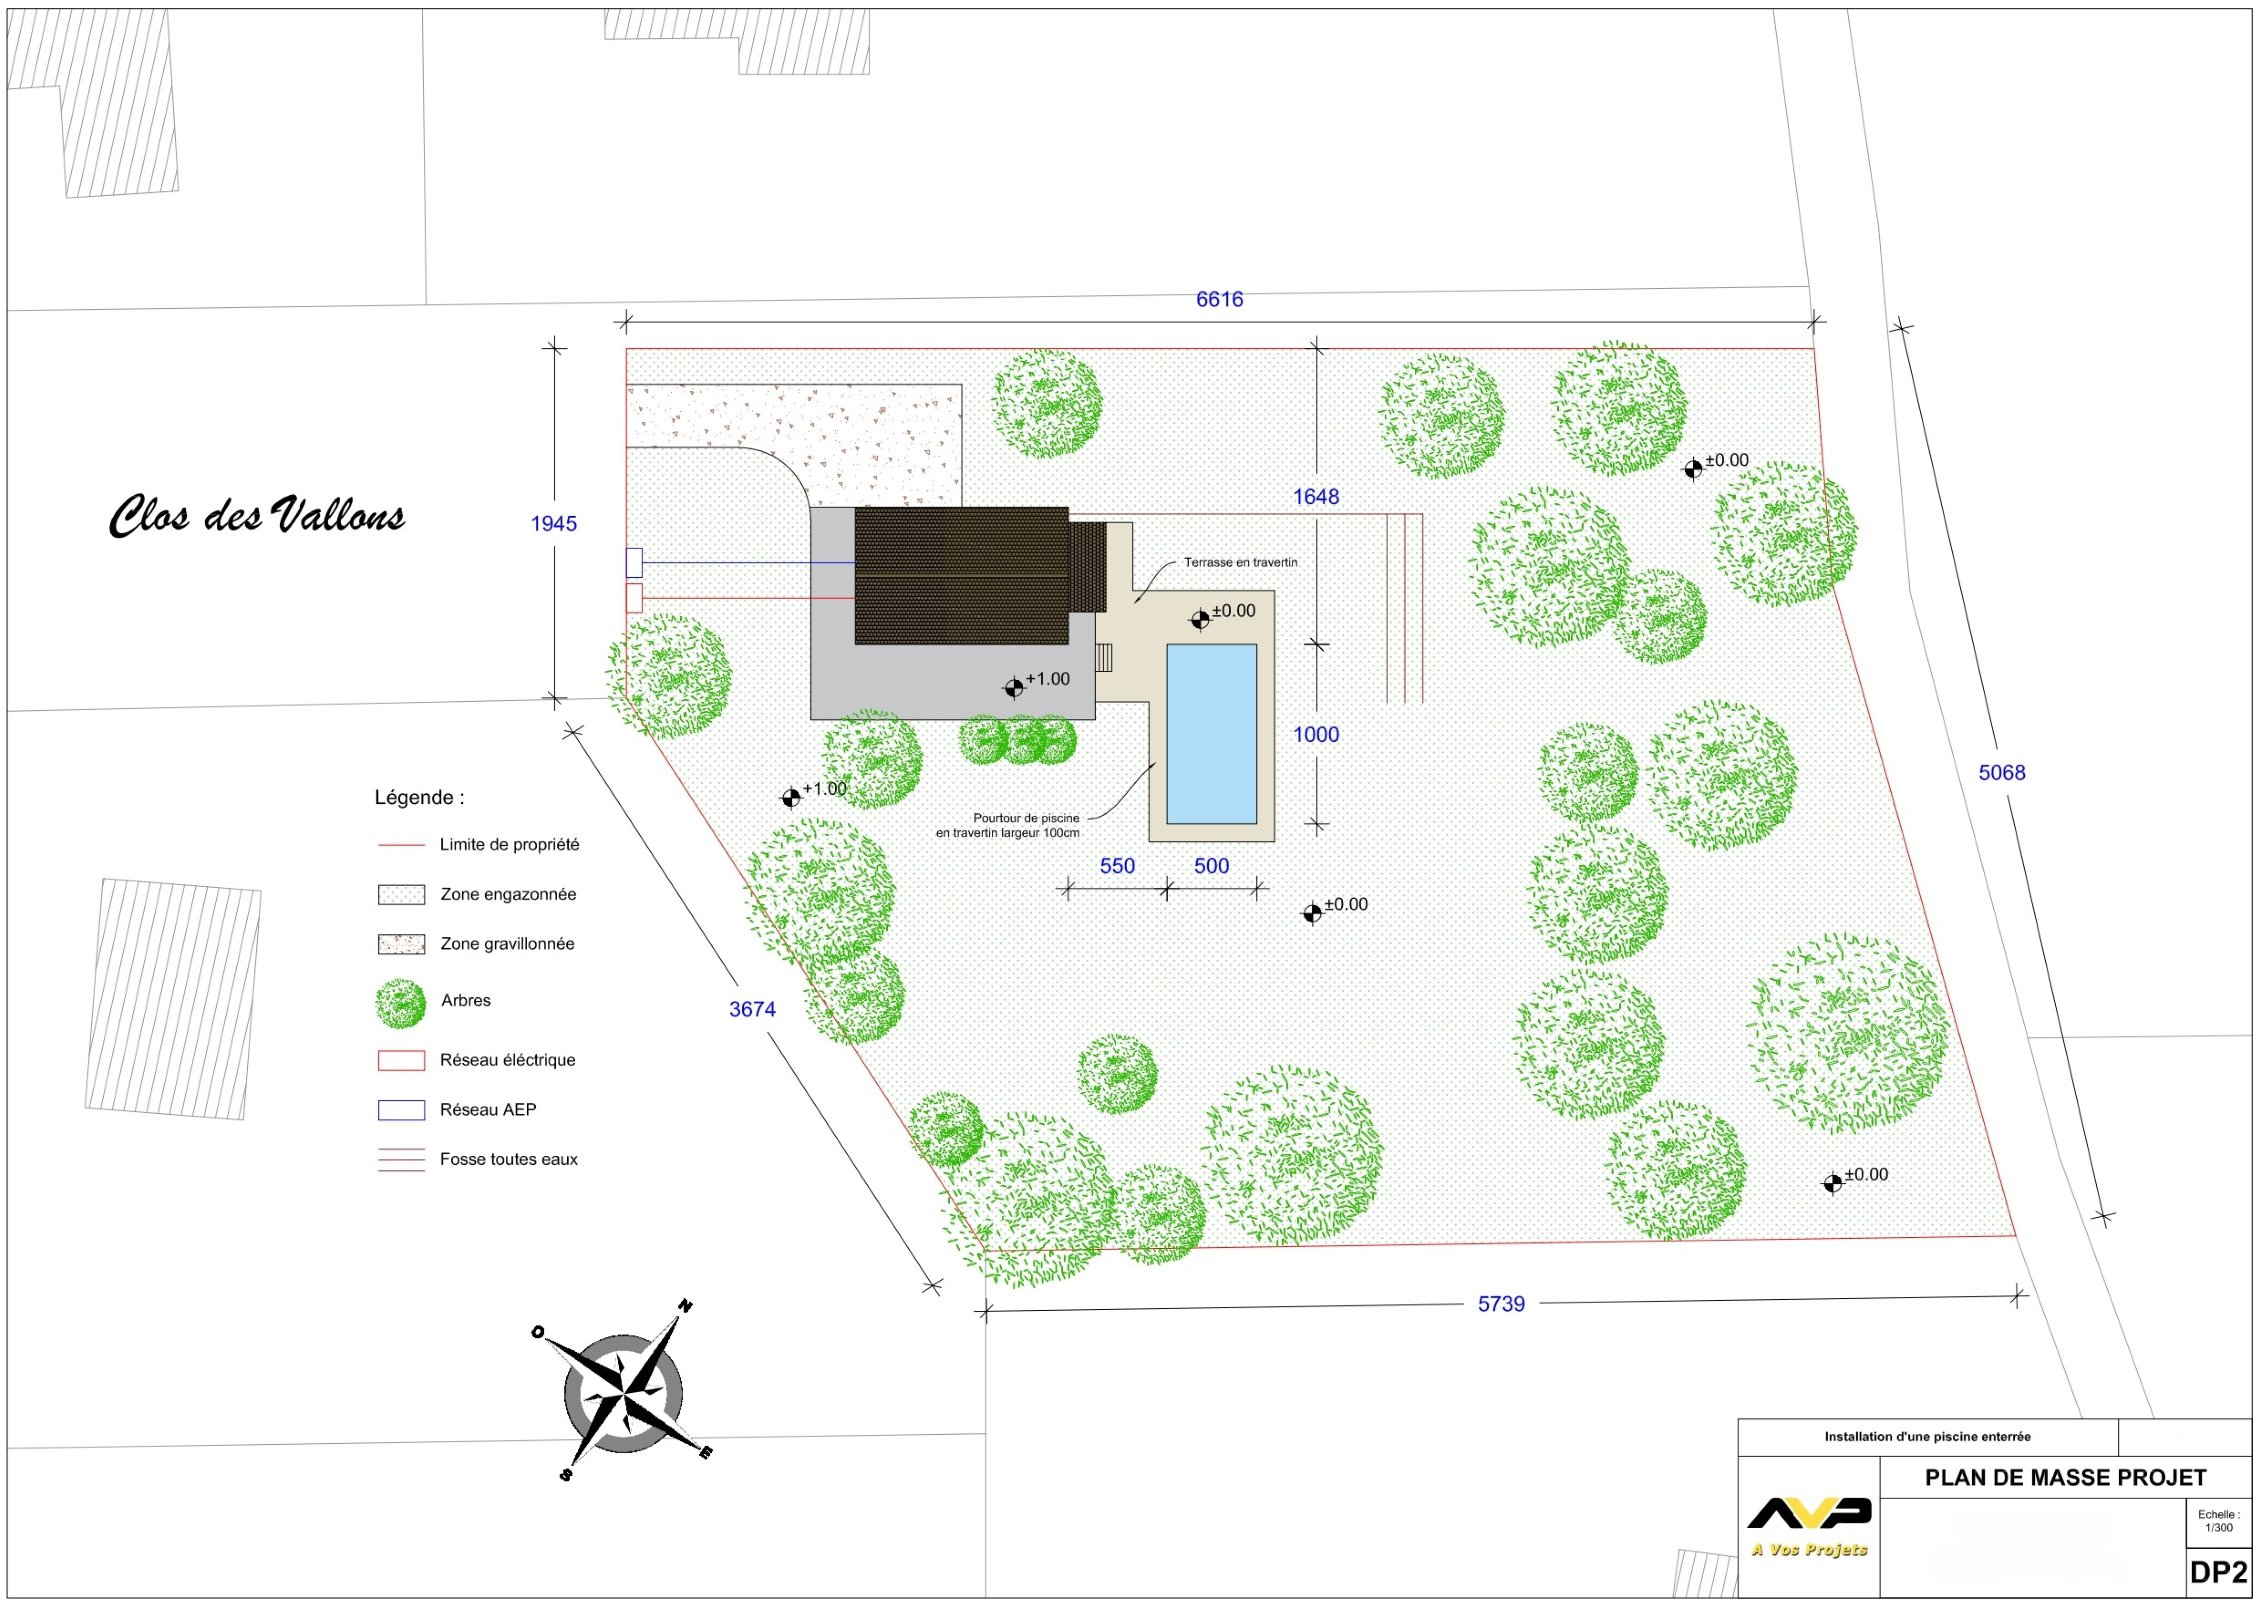 6616
Clos des Vallons
1945
1648
±0.00
Terrasse en travertin
±0.00
+1.00
1000
5068
+1.00
Pourtour de piscine
en travertin largeur 100cm
550
500
±0.00
3674
±0.00
5739
Légende :
Limite de propriété
Zone engazonnée
Zone gravillonnée
Arbres
Réseau éléctrique
Réseau AEP
Fosse toutes eaux
N
O
E
S
Installation d'une piscine enterrée
PLAN DE MASSE PROJET
AVP
A Vos Projets
Echelle :
1/300
DP2